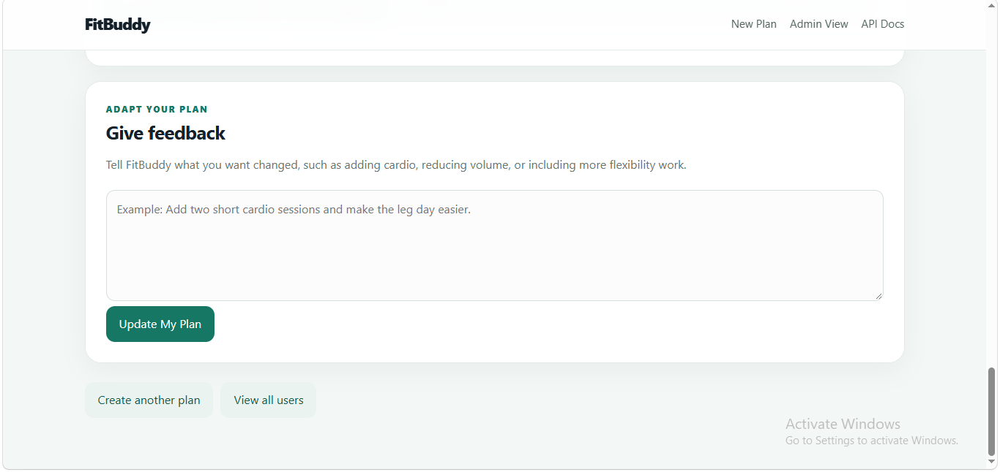 FitBuddy
New Plan Admin View API Docs
ADAPT YOUR PLAN
Give feedback
Tell FitBuddy what you want changed, such as adding cardio, reducing volume, or including more flexibility work.
Example: Add two short cardio sessions and make the leg day easier.
Update My Plan
Create another plan View all users
Activate Windows
Go to Settings to activate Windows.